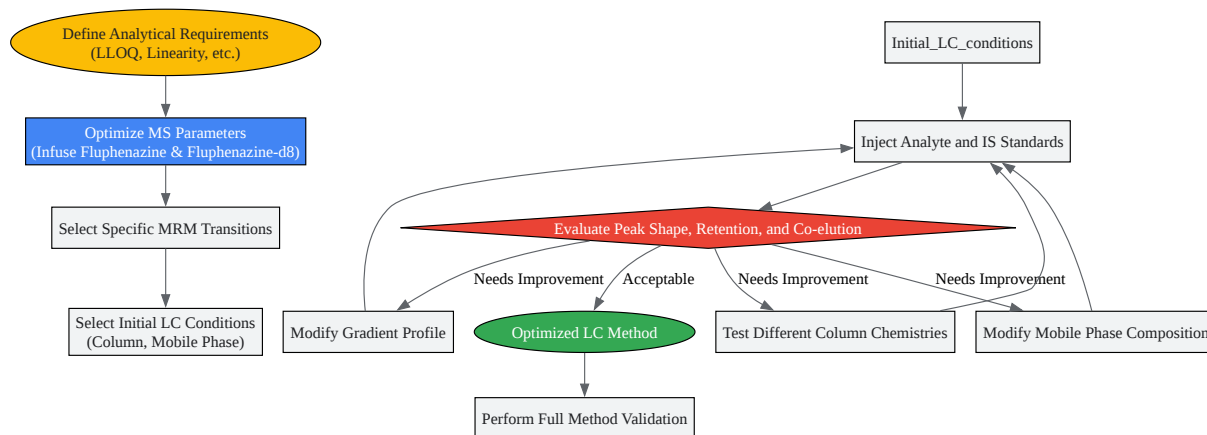 Define Analytical Requirements
(LLOQ, Linearity, etc.)
Optimize MS Parameters
(Infuse Fluphenazine & Fluphenazine-d8)
Select Specific MRM Transitions
Select Initial LC Conditions
(Column, Mobile Phase)
Initial_LC_conditions
Inject Analyte and IS Standards
Evaluate Peak Shape, Retention, and Co-elution
Needs Improvement
Acceptable
Needs Improvement
Needs Improvement
Modify Gradient Profile
Optimized LC Method
Test Different Column Chemistries
Modify Mobile Phase Composition
Perform Full Method Validation